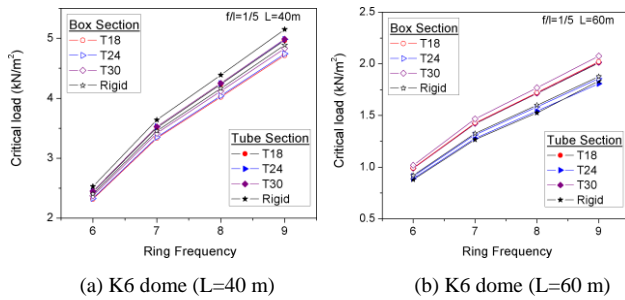 f/l=1/5 L=40m
Box Section
T18
T24
T30
Rigid
Tube Section
T18
T24
T30
Rigid
Critical load (kN/m²)
5
4
3
2
6 7 8 9
Ring Frequency
(a) K6 dome (L=40 m)
f/l=1/5 L=60m
Box Section
T18
T24
T30
Rigid
Tube Section
T18
T24
T30
Rigid
Critical load (kN/m²)
2.5
2.0
1.5
1.0
0.5
6 7 8 9
Ring Frequency
(b) K6 dome (L=60 m)